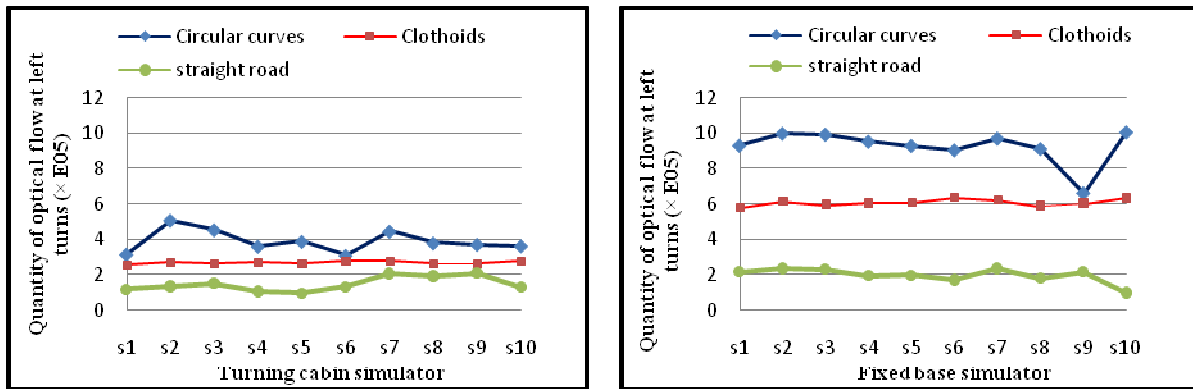 Circular curves
Clothoids
straight road
Quantity of optical flow at left
turns (× E05)
12
10
8
6
4
2
0
s1 s2 s3 s4 s5 s6 s7 s8 s9 s10
Turning cabin simulator
Circular curves
Clothoids
straight road
Quantity of optical flow at left
turns (× E05)
12
10
8
6
4
2
0
s1 s2 s3 s4 s5 s6 s7 s8 s9 s10
Fixed base simulator